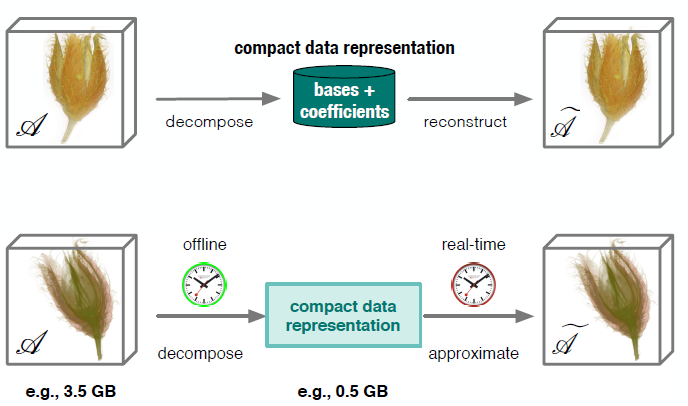 compact data representation
bases +
coefficients
decompose
reconstruct
𝒜
𝒜̃
offline
real-time
compact data
representation
𝒜
𝒜̃
decompose
approximate
e.g., 3.5 GB
e.g., 0.5 GB